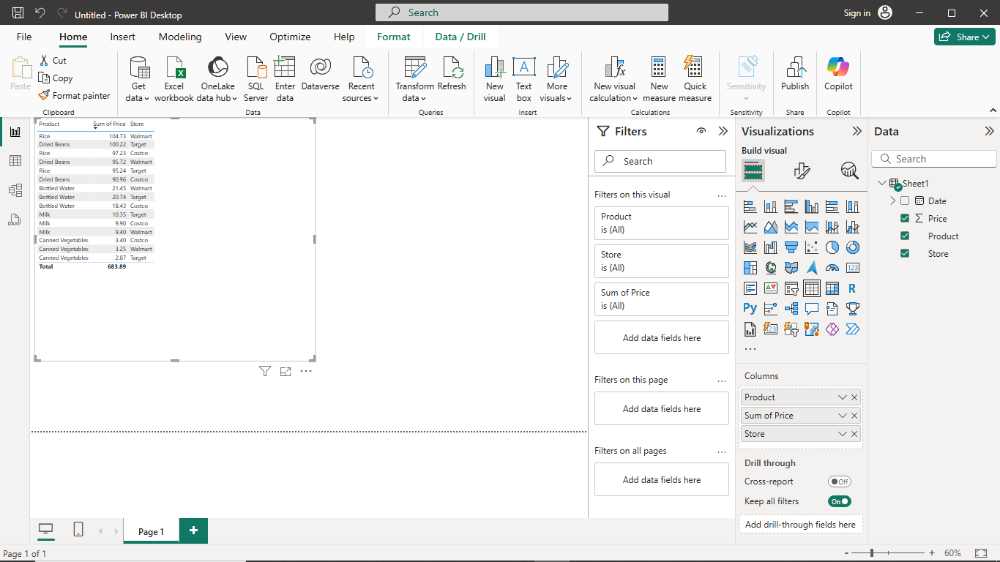 Untitled - Power BI Desktop
Search
Sign in
File
Home
Insert
Modeling
View
Optimize
Help
Format
Data / Drill
Share
Paste
Cut
Copy
Format painter
Clipboard
Get data
Excel workbook
OneLake data hub
SQL Server
Enter data
Dataverse
Recent sources
Data
Transform data
Refresh
Queries
New visual
Text box
More visuals
Insert
New visual calculation
New measure
Quick measure
Calculations
Sensitivity
Sensitivity
Publish
Share
Copilot
Copilot
Product Sum of Price Store
Rice 104.73 Walmart
Dried Beans 100.22 Target
Rice 97.23 Costco
Dried Beans 95.72 Walmart
Rice 95.24 Target
Dried Beans 90.96 Costco
Bottled Water 21.45 Walmart
Bottled Water 20.74 Target
Bottled Water 18.43 Costco
Milk 10.35 Target
Milk 9.90 Costco
Milk 9.40 Walmart
Canned Vegetables 3.40 Costco
Canned Vegetables 3.25 Walmart
Canned Vegetables 2.87 Target
Total 683.89
Filters
Search
Filters on this visual
Product
is (All)
Store
is (All)
Sum of Price
is (All)
Add data fields here
Filters on this page
Add data fields here
Filters on all pages
Add data fields here
Visualizations
Build visual
123
R
Py
123
Columns
Product
Sum of Price
Store
Drill through
Cross-report
Off
Keep all filters
On
Add drill-through fields here
Data
Search
Sheet1
Date
Price
Product
Store
DAX
Page 1
Page 1 of 1
60%